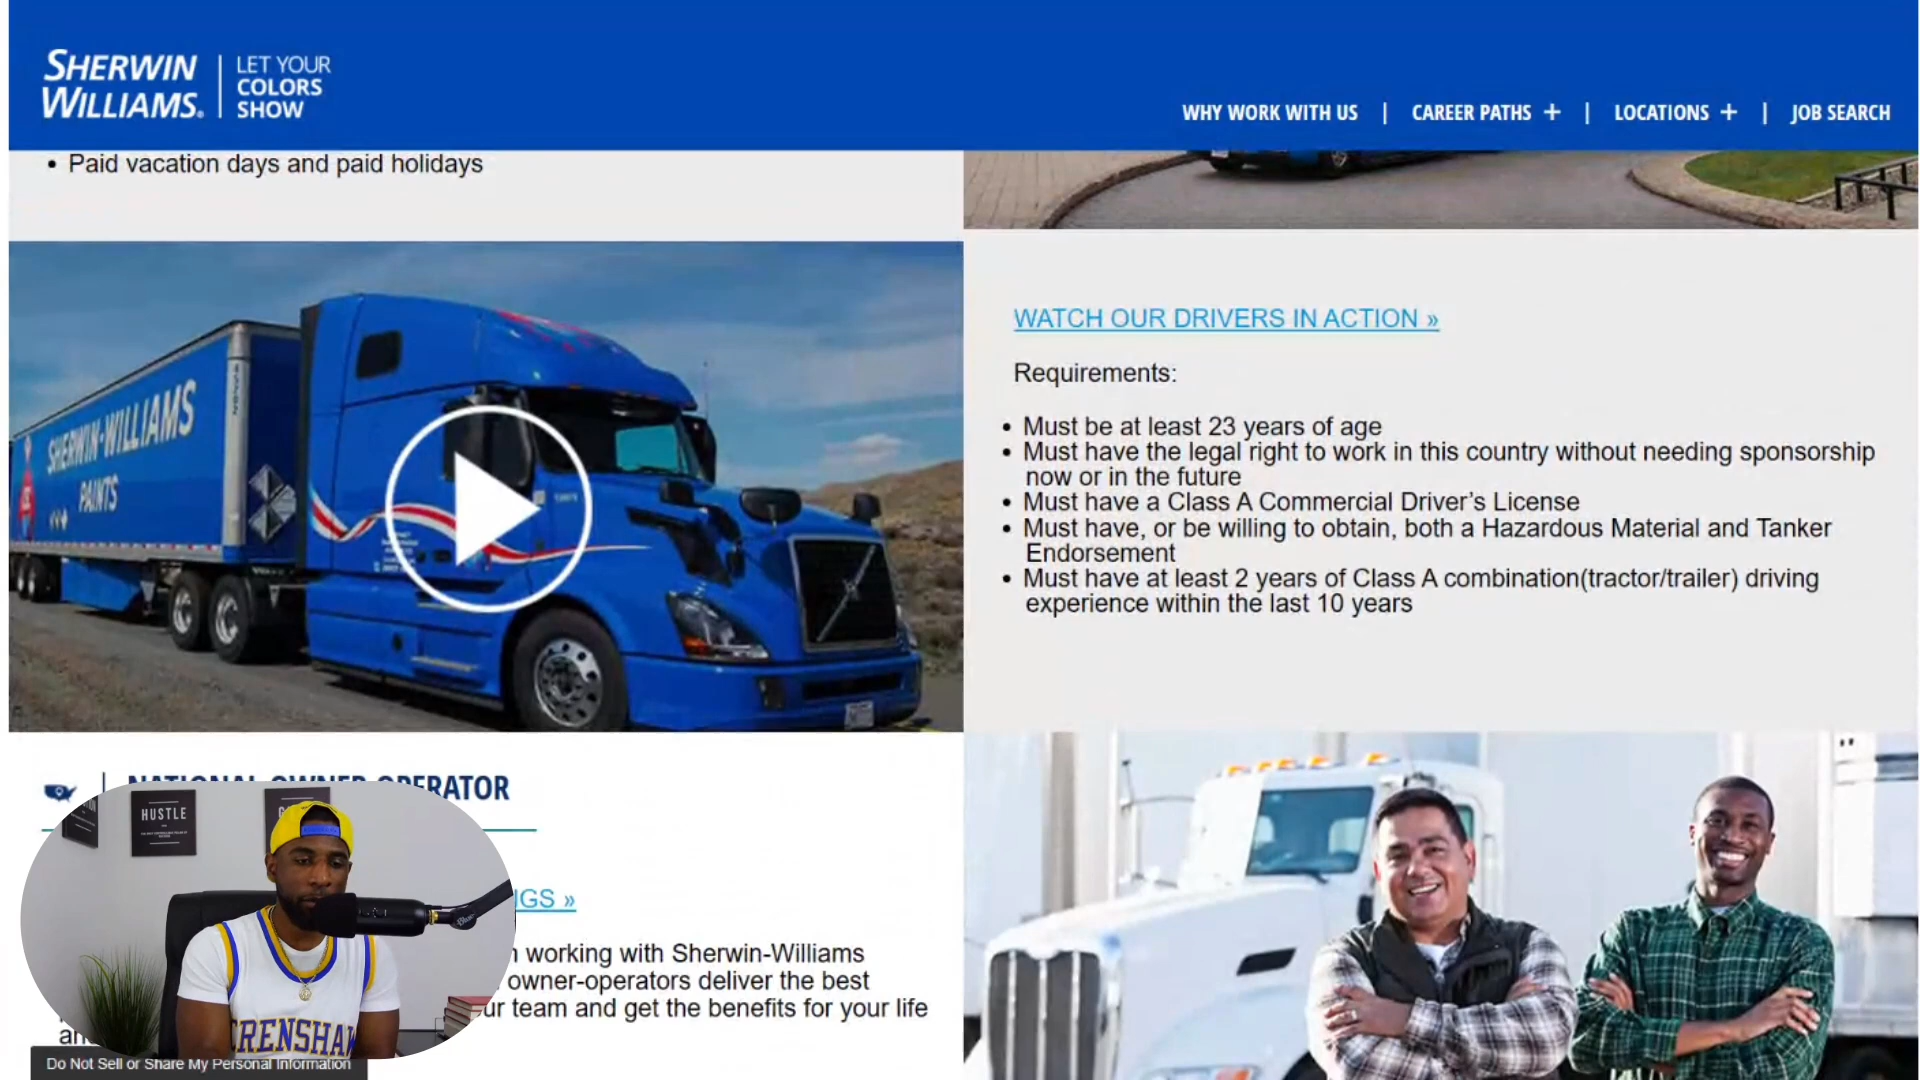 SHERWIN
WILLIAMS.
LET YOUR
COLORS
SHOW
WHY WORK WITH US | CAREER PATHS + | LOCATIONS + | JOB SEARCH
• Paid vacation days and paid holidays
SHERWIN-WILLIAMS
PAINTS
WATCH OUR DRIVERS IN ACTION »
Requirements:
• Must be at least 23 years of age
• Must have the legal right to work in this country without needing sponsorship
now or in the future
• Must have a Class A Commercial Driver's License
• Must have, or be willing to obtain, both a Hazardous Material and Tanker
Endorsement
• Must have at least 2 years of Class A combination(tractor/trailer) driving
experience within the last 10 years
NATIONAL OWNER OPERATOR
HUSTLE
GS »
working with Sherwin-Williams
owner-operators deliver the best
ur team and get the benefits for your life
an
CRENSHAW
Do Not Sell or Share My Personal Information